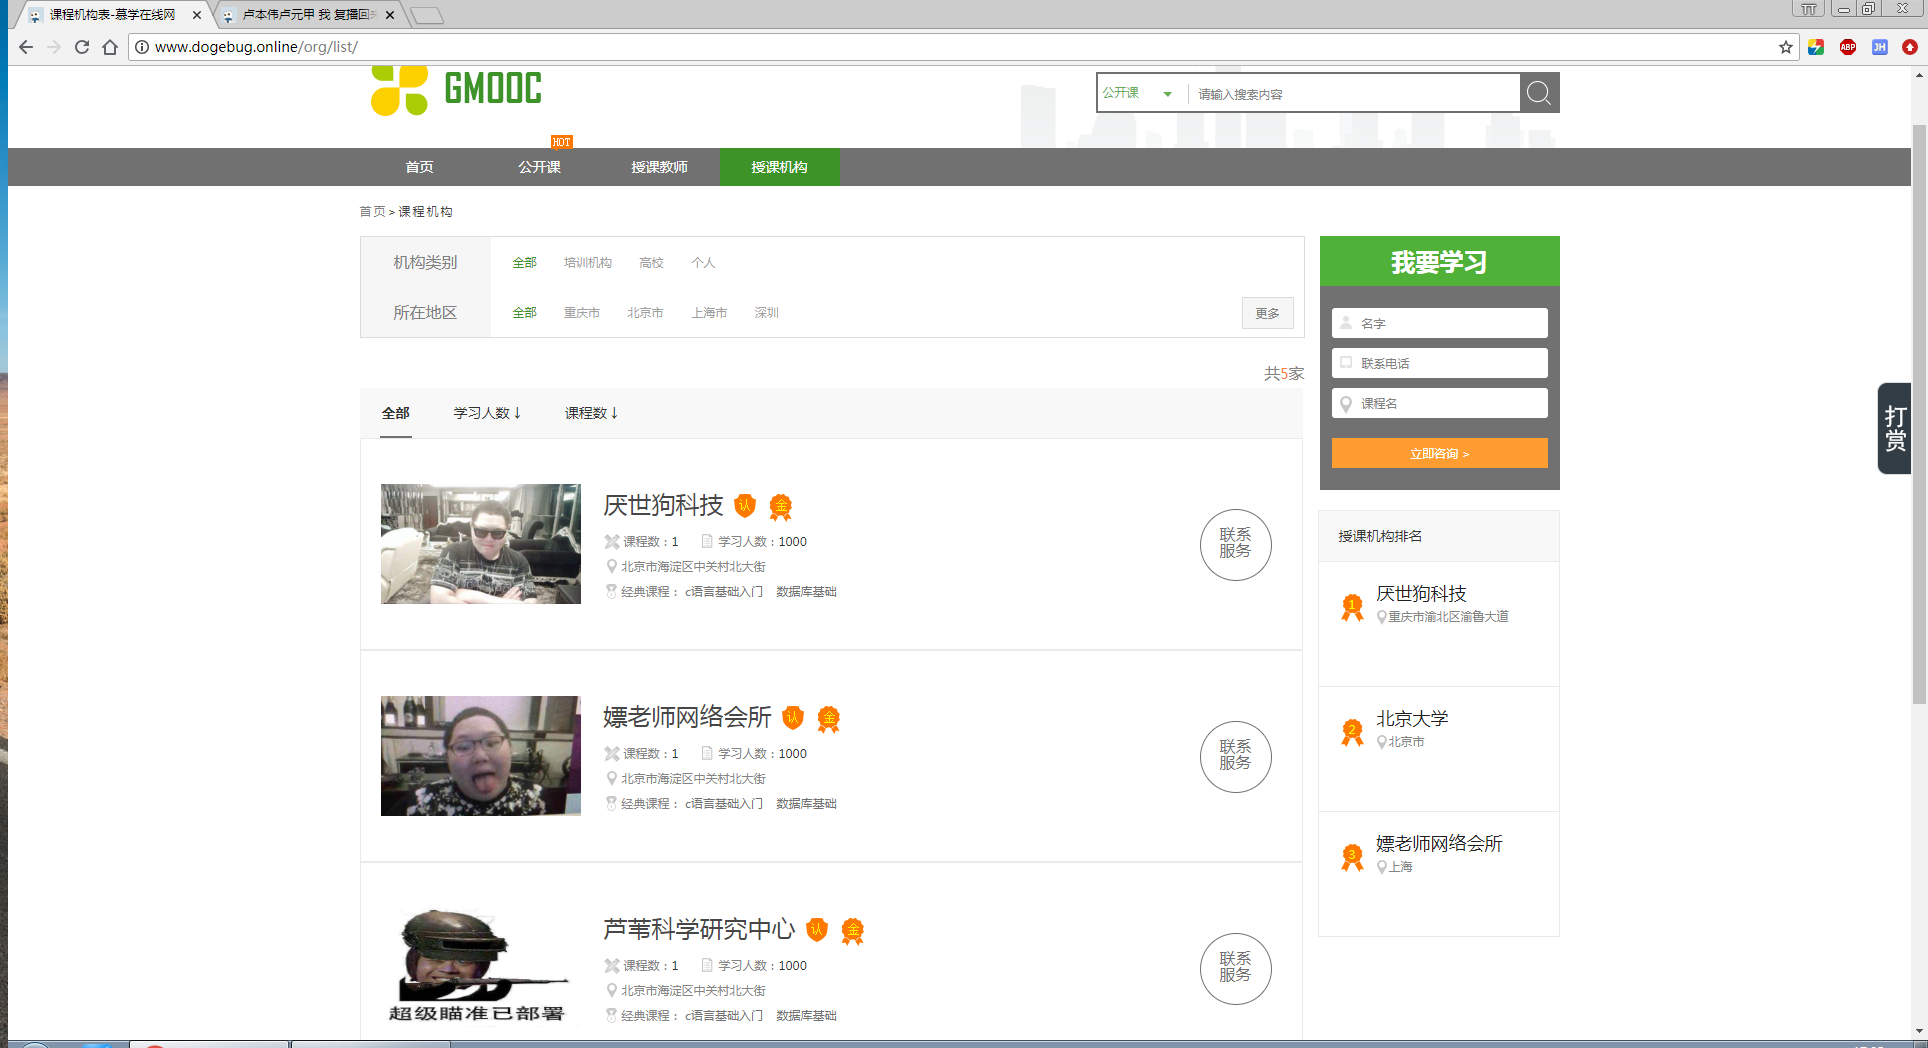 课程机构表-慕学在线网
卢本伟卢元甲 我 复播回
www.dogebug.online/org/list/
GMOOC
公开课
请输入搜索内容
HOT
首页 公开课 授课教师 授课机构
首页 > 课程机构
机构类别 全部 培训机构 高校 个人
所在地区 全部 重庆市 北京市 上海市 深圳 更多
共5家
全部 学习人数↓ 课程数↓
厌世狗科技 认 金
课程数：1 学习人数：1000
北京市海淀区中关村北大街
经典课程： c语言基础入门 数据库基础
联系
服务
嫖老师网络会所 认 金
课程数：1 学习人数：1000
北京市海淀区中关村北大街
经典课程： c语言基础入门 数据库基础
联系
服务
芦苇科学研究中心 认 金
课程数：1 学习人数：1000
北京市海淀区中关村北大街
经典课程： c语言基础入门 数据库基础
联系
服务
超级瞄准已部署
我要学习
名字
联系电话
课程名
立即咨询 >
授课机构排名
1 厌世狗科技
重庆市渝北区渝鲁大道
2 北京大学
北京市
3 嫖老师网络会所
上海
打
赏
ABP
JH